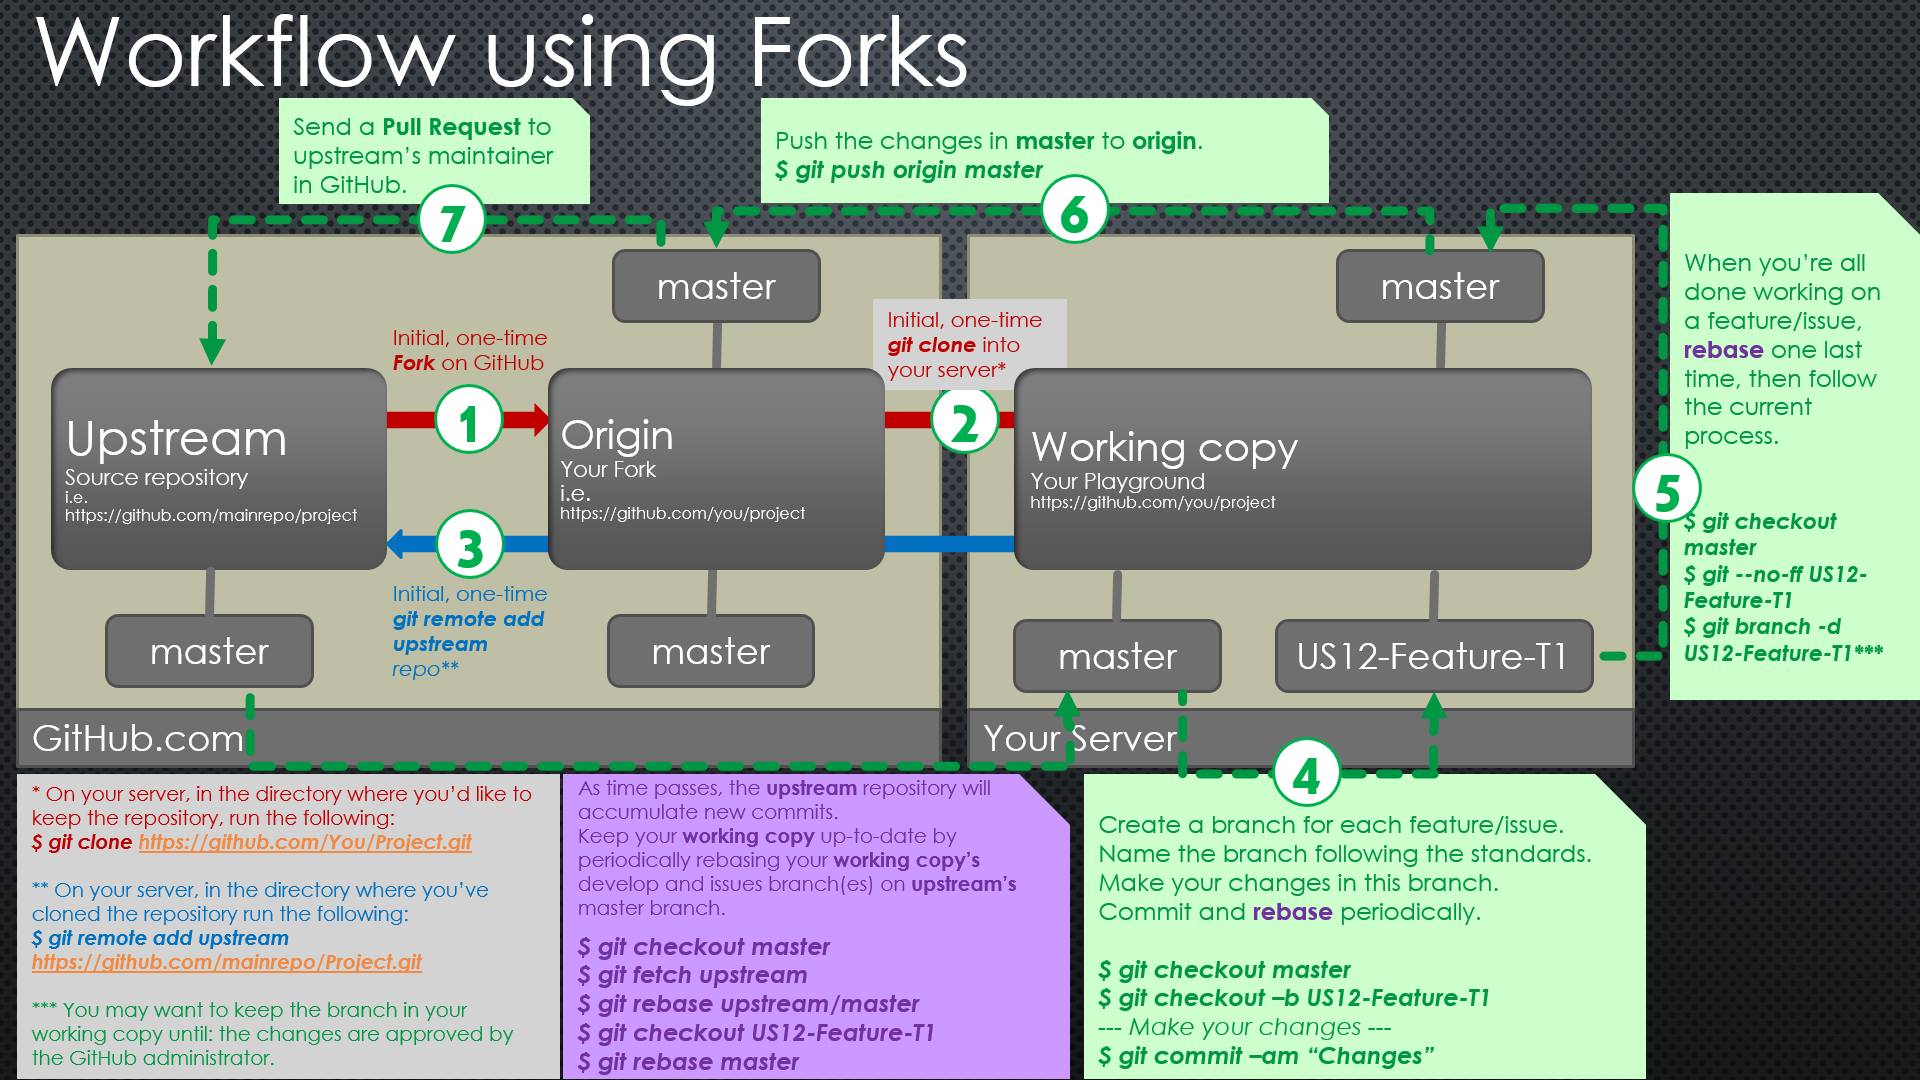 Workflow using Forks
Send a Pull Request to
upstream’s maintainer
in GitHub.
7
Push the changes in master to origin.
$ git push origin master
6
master
master
Initial, one-time
Fork on GitHub
1
Initial, one-time
git clone into
your server*
2
Upstream
Source repository
i.e.
https://github.com/mainrepo/project
Origin
Your Fork
i.e.
https://github.com/you/project
Working copy
Your Playground
https://github.com/you/project
3
Initial, one-time
git remote add
upstream
repo**
master
master
master
US12-Feature-T1
GitHub.com
Your Server
When you’re all
done working on
a feature/issue,
rebase one last
time, then follow
the current
process.
5
$ git checkout
master
$ git --no-ff US12-
Feature-T1
$ git branch -d
US12-Feature-T1***
* On your server, in the directory where you’d like to
keep the repository, run the following:
$ git clone https://github.com/You/Project.git
** On your server, in the directory where you’ve
cloned the repository run the following:
$ git remote add upstream
https://github.com/mainrepo/Project.git
*** You may want to keep the branch in your
working copy until: the changes are approved by
the GitHub administrator.
As time passes, the upstream repository will
accumulate new commits.
Keep your working copy up-to-date by
periodically rebasing your working copy’s
develop and issues branch(es) on upstream’s
master branch.
$ git checkout master
$ git fetch upstream
$ git rebase upstream/master
$ git checkout US12-Feature-T1
$ git rebase master
4
Create a branch for each feature/issue.
Name the branch following the standards.
Make your changes in this branch.
Commit and rebase periodically.
$ git checkout master
$ git checkout –b US12-Feature-T1
--- Make your changes ---
$ git commit –am “Changes”